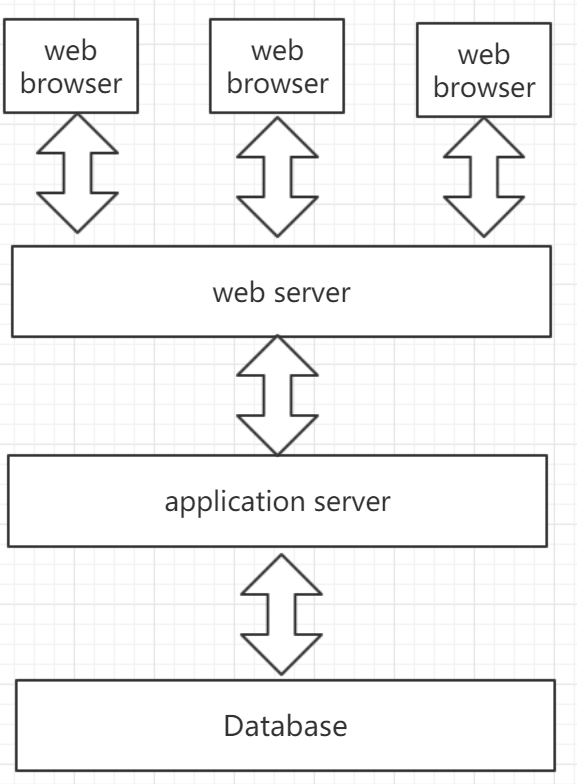 web
browser
web
browser
web
browser
web server
application server
Database